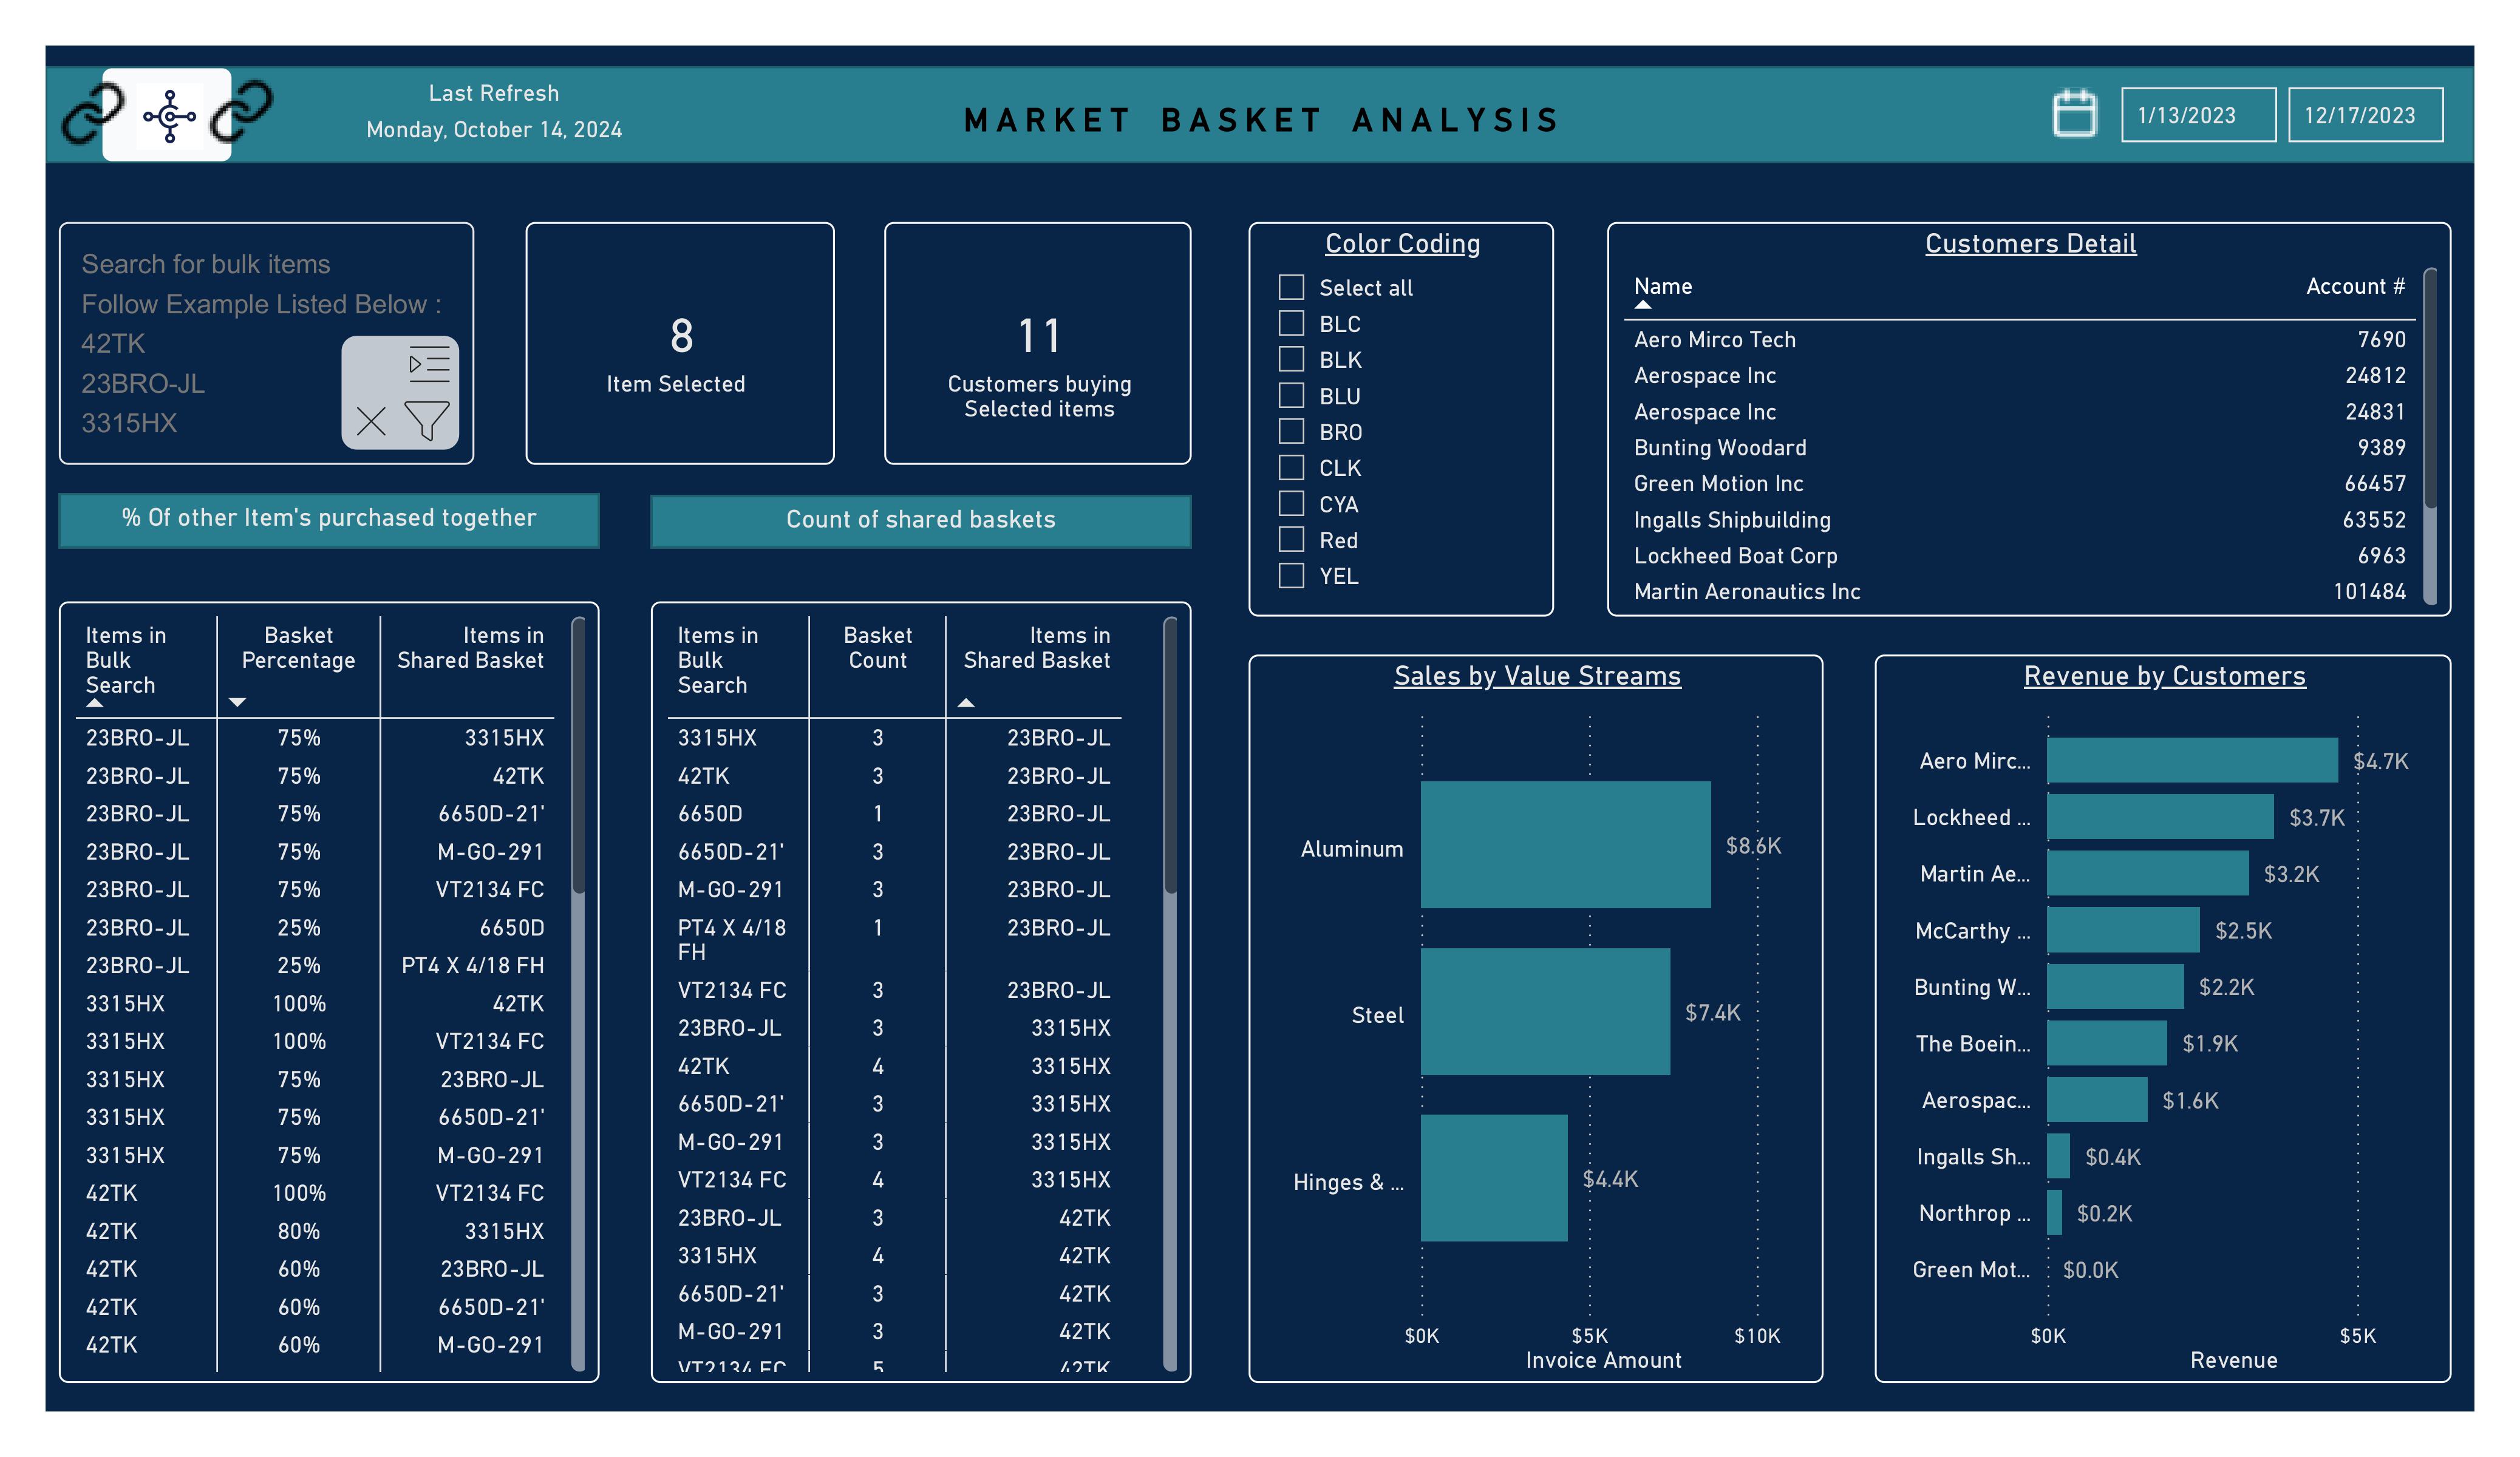 Last Refresh
Monday, October 14, 2024
MARKET BASKET ANALYSIS
1/13/2023
12/17/2023
Search for bulk items
Follow Example Listed Below :
42TK
23BRO-JL
3315HX
8
Item Selected
11
Customers buying
Selected items
Color Coding
Select all
BLC
BLK
BLU
BRO
CLK
CYA
Red
YEL
Customers Detail
Name Account #
Aero Mirco Tech 7690
Aerospace Inc 24812
Aerospace Inc 24831
Bunting Woodard 9389
Green Motion Inc 66457
Ingalls Shipbuilding 63552
Lockheed Boat Corp 6963
Martin Aeronautics Inc 101484
% Of other Item's purchased together
Items in
Bulk
Search
Basket
Percentage
Items in
Shared Basket
23BRO-JL 75% 3315HX
23BRO-JL 75% 42TK
23BRO-JL 75% 6650D-21'
23BRO-JL 75% M-GO-291
23BRO-JL 75% VT2134 FC
23BRO-JL 25% 6650D
23BRO-JL 25% PT4 X 4/18 FH
3315HX 100% 42TK
3315HX 100% VT2134 FC
3315HX 75% 23BRO-JL
3315HX 75% 6650D-21'
3315HX 75% M-GO-291
42TK 100% VT2134 FC
42TK 80% 3315HX
42TK 60% 23BRO-JL
42TK 60% 6650D-21'
42TK 60% M-GO-291
Count of shared baskets
Items in
Bulk
Search
Basket
Count
Items in
Shared Basket
3315HX 3 23BRO-JL
42TK 3 23BRO-JL
6650D 1 23BRO-JL
6650D-21' 3 23BRO-JL
M-GO-291 3 23BRO-JL
PT4 X 4/18 1 23BRO-JL
FH
VT2134 FC 3 23BRO-JL
23BRO-JL 3 3315HX
42TK 4 3315HX
6650D-21' 3 3315HX
M-GO-291 3 3315HX
VT2134 FC 4 3315HX
23BRO-JL 3 42TK
3315HX 4 42TK
6650D-21' 3 42TK
M-GO-291 3 42TK
VT2134 FC 5 42TK
Sales by Value Streams
Aluminum $8.6K
Steel $7.4K
Hinges & ... $4.4K
$0K $5K $10K
Invoice Amount
Revenue by Customers
Aero Mirc... $4.7K
Lockheed ... $3.7K
Martin Ae... $3.2K
McCarthy ... $2.5K
Bunting W... $2.2K
The Boein... $1.9K
Aerospac... $1.6K
Ingalls Sh... $0.4K
Northrop ... $0.2K
Green Mot... $0.0K
$0K $5K
Revenue